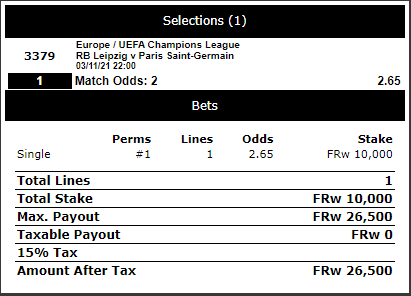 Selections (1)
3379
Europe / UEFA Champions League
RB Leipzig v Paris Saint-Germain
03/11/21 22:00
1 Match Odds: 2 2.65
Bets
Perms Lines Odds Stake
Single #1 1 2.65 FRw 10,000
Total Lines 1
Total Stake FRw 10,000
Max. Payout FRw 26,500
Taxable Payout FRw 0
15% Tax
Amount After Tax FRw 26,500